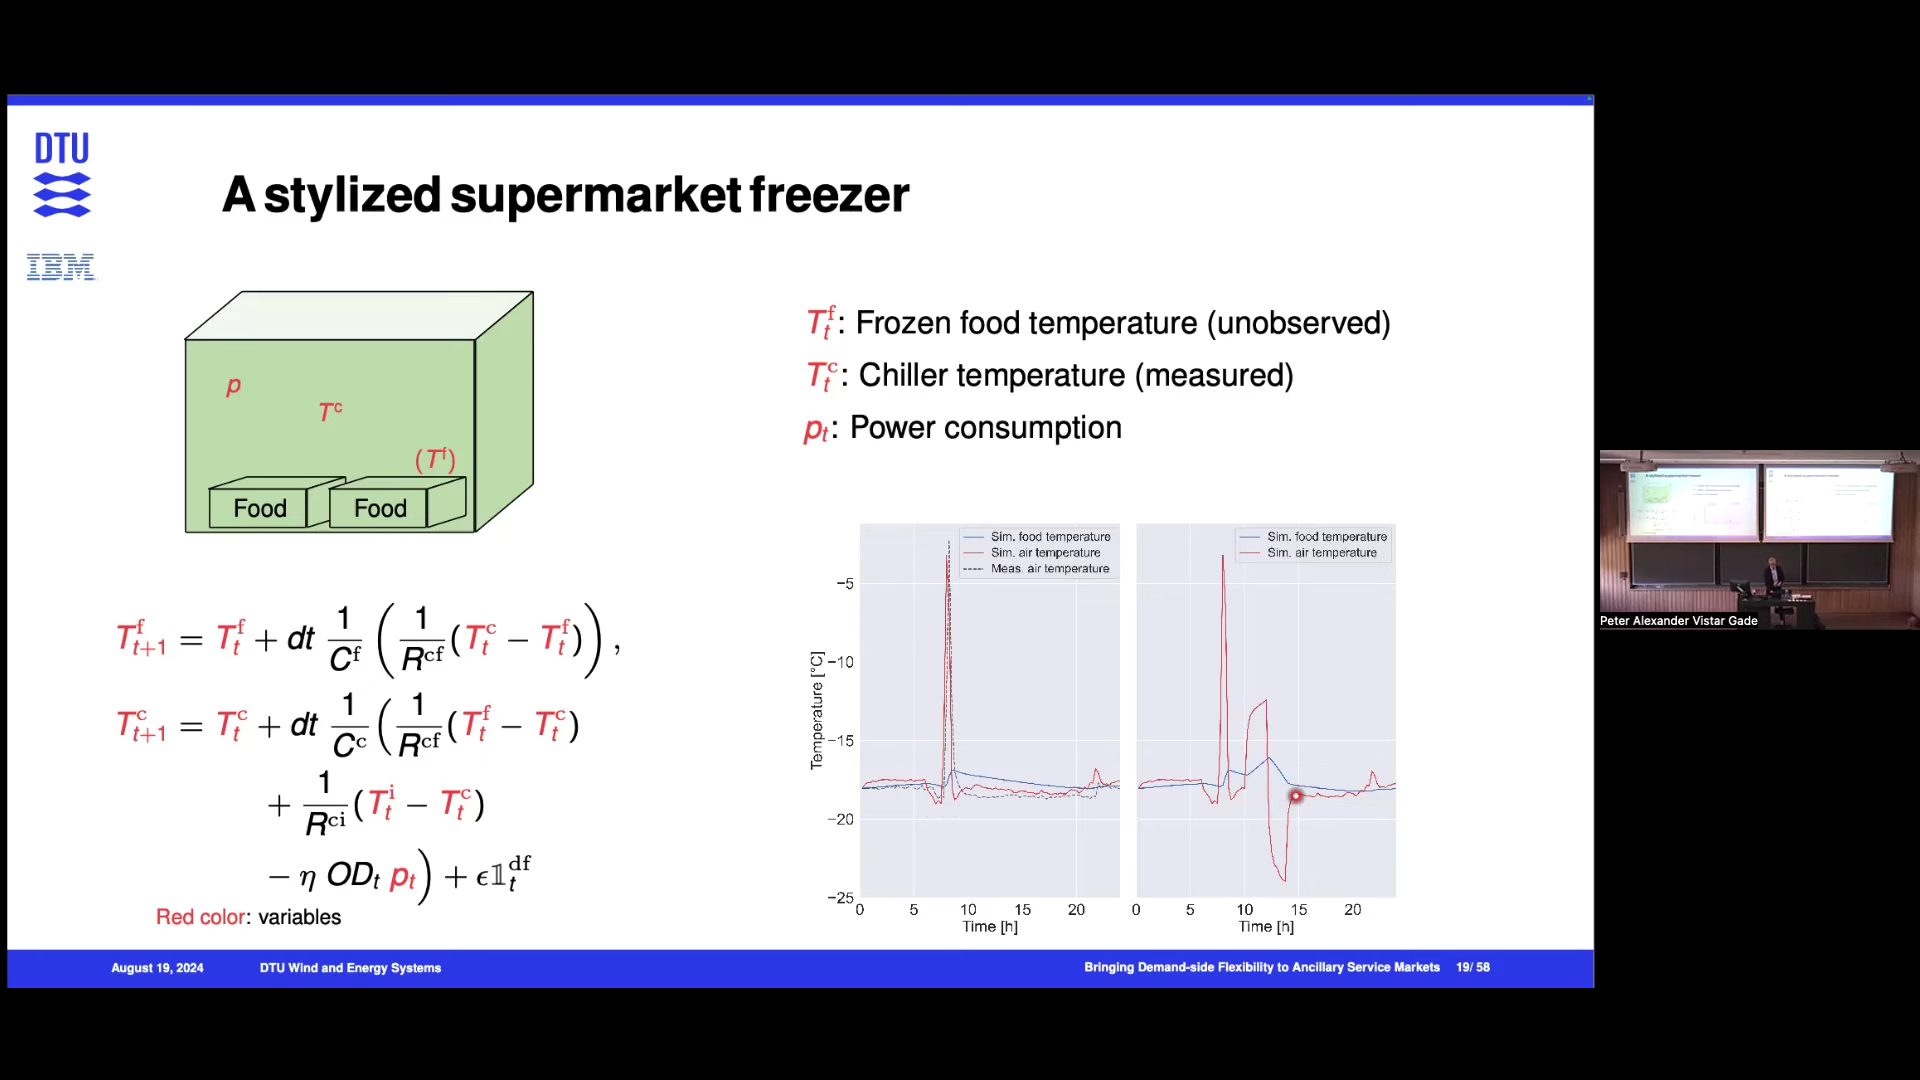 DTU
IBM
A stylized supermarket freezer
p
T^c
(T^f)
Food
Food
T^f_t: Frozen food temperature (unobserved)
T^c_t: Chiller temperature (measured)
p_t: Power consumption
T^f_{t+1} = T^f_t + dt 1/C^f (1/R^{cf} (T^c_t − T^f_t)),
T^c_{t+1} = T^c_t + dt 1/C^c (1/R^{cf} (T^f_t − T^c_t)
+ 1/R^{ci} (T^i_t − T^c_t)
− η OD_t p_t) + ϵ𝟙^{df}_t
Red color: variables
Sim. food temperature
Sim. air temperature
Meas. air temperature
Temperature [°C]
−5
−10
−15
−20
−25
0 5 10 15 20
Time [h]
Sim. food temperature
Sim. air temperature
0 5 10 15 20
Time [h]
August 19, 2024 DTU Wind and Energy Systems Bringing Demand-side Flexibility to Ancillary Service Markets 19/ 58
Peter Alexander Vistar Gade